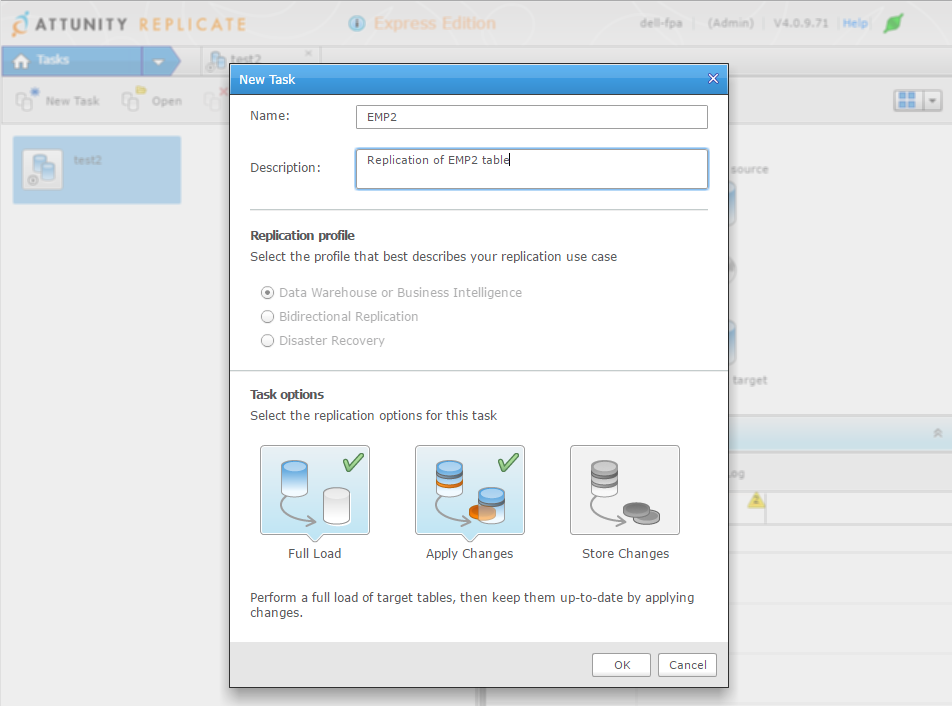 ATTUNITY REPLICATE
Express Edition
dell-fpa (Admin) V4.0.9.71 Help
Tasks
test2
New Task
Open
test2
source
target
New Task
Name:
EMP2
Description:
Replication of EMP2 table
Replication profile
Select the profile that best describes your replication use case
Data Warehouse or Business Intelligence
Bidirectional Replication
Disaster Recovery
Task options
Select the replication options for this task
Full Load
Apply Changes
Store Changes
Perform a full load of target tables, then keep them up-to-date by applying
changes.
OK
Cancel